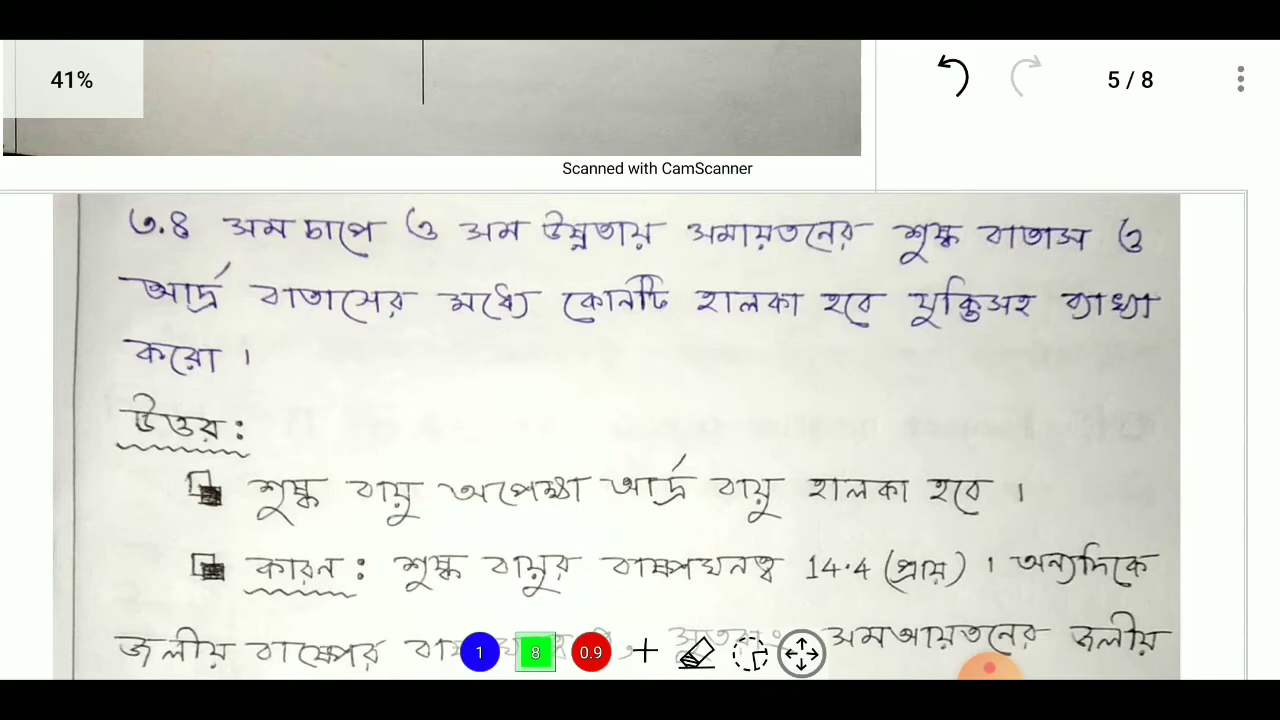 41%
5 / 8
Scanned with CamScanner
৩.৪ সম চাপে ও সম উষ্ণতায় সমায়তনের শুষ্ক বাতাস ও
আর্দ্র বাতাসের মধ্যে কোনটি হালকা হবে যুক্তিসহ ব্যাখ্যা
করো ।
উত্তর :
শুষ্ক বায়ু অপেক্ষা আর্দ্র বায়ু হালকা হবে ।
কারন : শুষ্ক বায়ুর বাষ্পঘনত্ব 14.4 (প্রায়) । অন্যদিকে
জলীয় বাষ্পের সমআয়তনের জলীয়
1 8 0.9